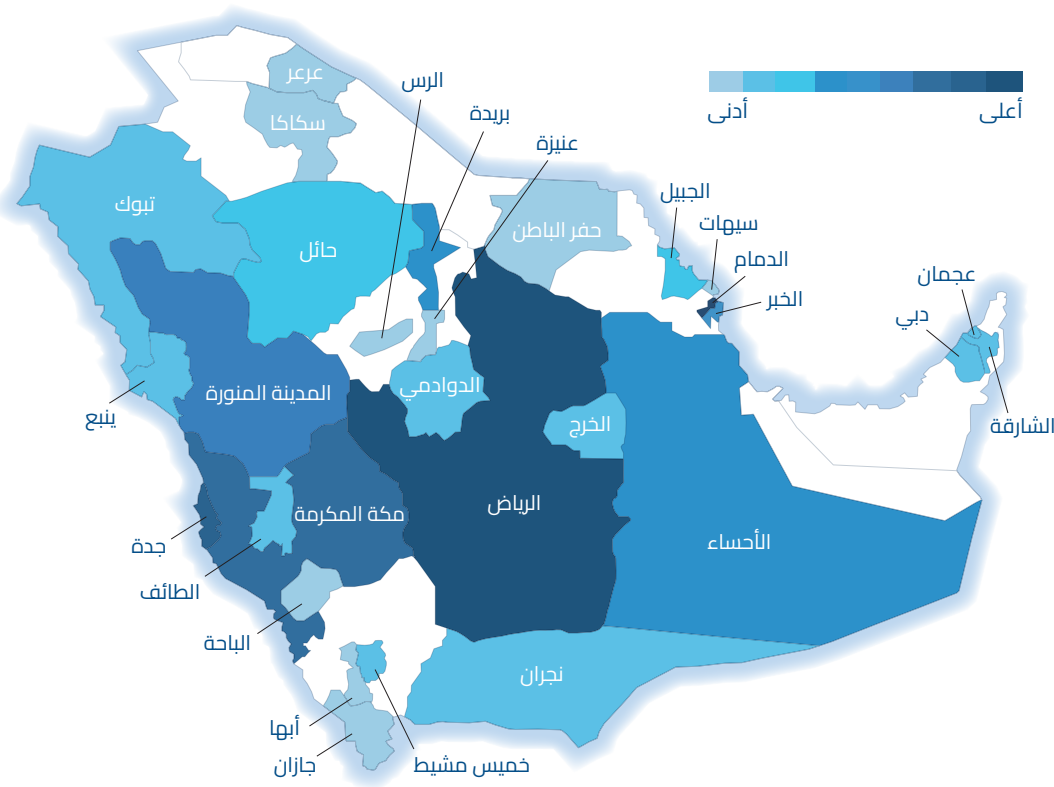 عرعر
الرس
أعلى
أدنى
بريدة
سكاكا
عنيزة
الجبيل
تبوك
سيهات
حفر الباطن
حائل
الدمام
عجمان
الخبر
دبي
الدوادمي
المدينة المنورة
ينبع
الخرج
الشارقة
الرياض
مكة المكرمة
الأحساء
جدة
الطائف
الباحة
نجران
أبها
خميس مشيط
جازان